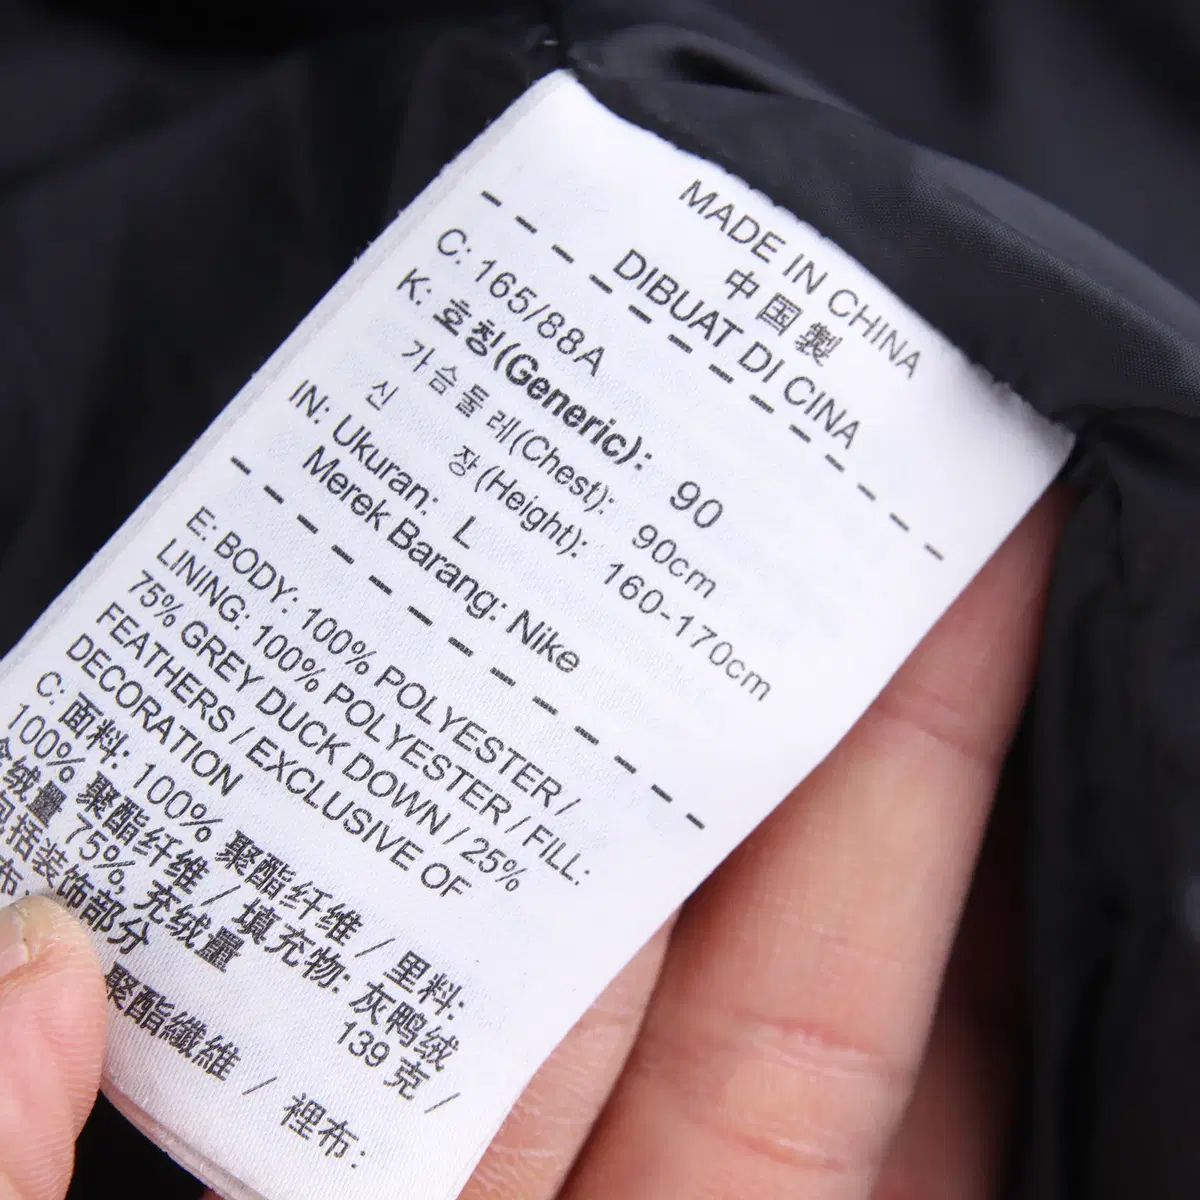 MADE IN CHINA
中国製
DIBUAT DI CINA
C: 165/88A
K: 호칭(Generic): 90
가슴둘레(Chest): 90cm
신 장(Height): 160-170cm
IN: Ukuran: L
Merek Barang: Nike
E: BODY: 100% POLYESTER /
LINING: 100% POLYESTER / FILL:
75% GREY DUCK DOWN / 25%
FEATHERS / EXCLUSIVE OF
DECORATION
C: 面料: 100% 聚酯纤维 / 里料:
100% 聚酯纤维 / 填充物: 灰鸭绒
含绒量 75%, 充绒量 139 克 /
包括装饰部分
布: 聚酯纖維 / 裡布: